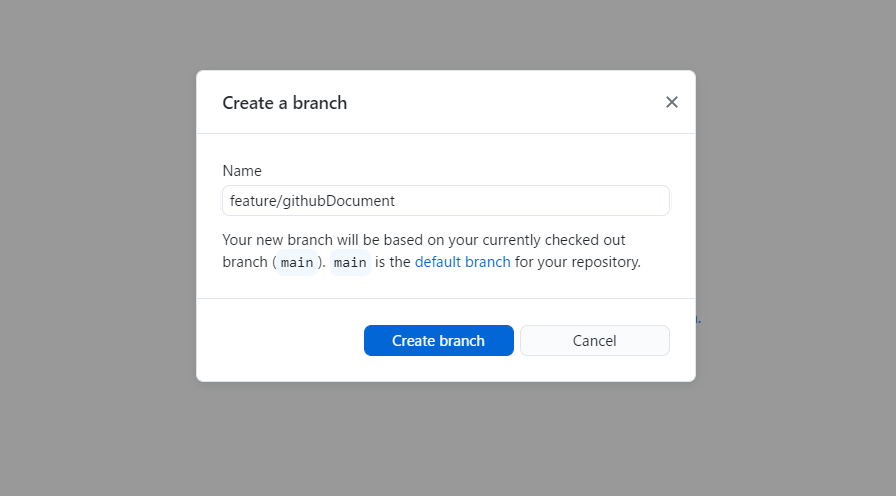 Create a branch
Name
feature/githubDocument
Your new branch will be based on your currently checked out
branch ( main ). main is the default branch for your repository.
Create branch
Cancel